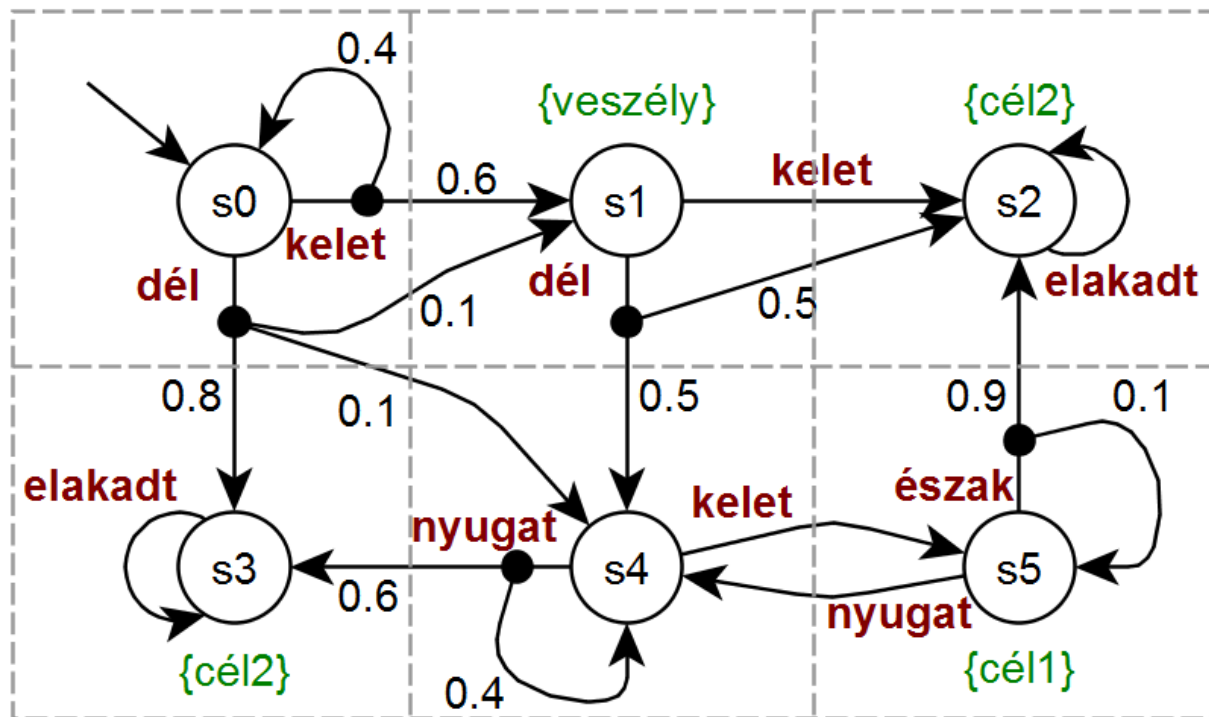 0.4
{veszély}
{cél2}
s0
kelet
0.6
s1
kelet
s2
dél
0.1
dél
0.5
elakadt
0.8
0.1
0.5
0.9
0.1
elakadt
nyugat
kelet
észak
s3
0.6
s4
s5
nyugat
{cél2}
0.4
{cél1}